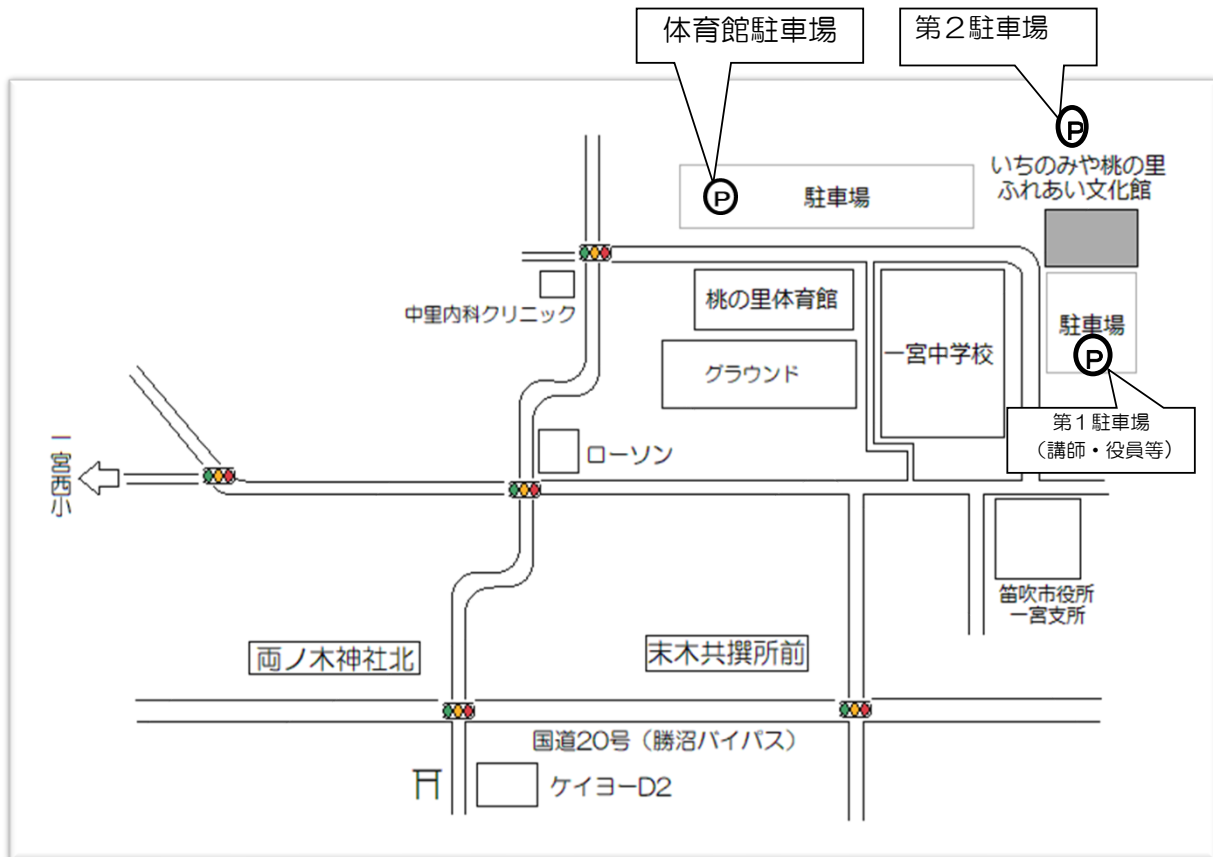 体育館駐車場
第２駐車場
P
いちのみや桃の里
ふれあい文化館
P
駐車場
中里内科クリニック
桃の里体育館
一宮中学校
駐車場
P
グラウンド
第１駐車場
（講師・役員等）
一宮西小
ローソン
笛吹市役所
一宮支所
両ノ木神社北
末木共撰所前
国道20号（勝沼バイパス）
ケイヨーD2